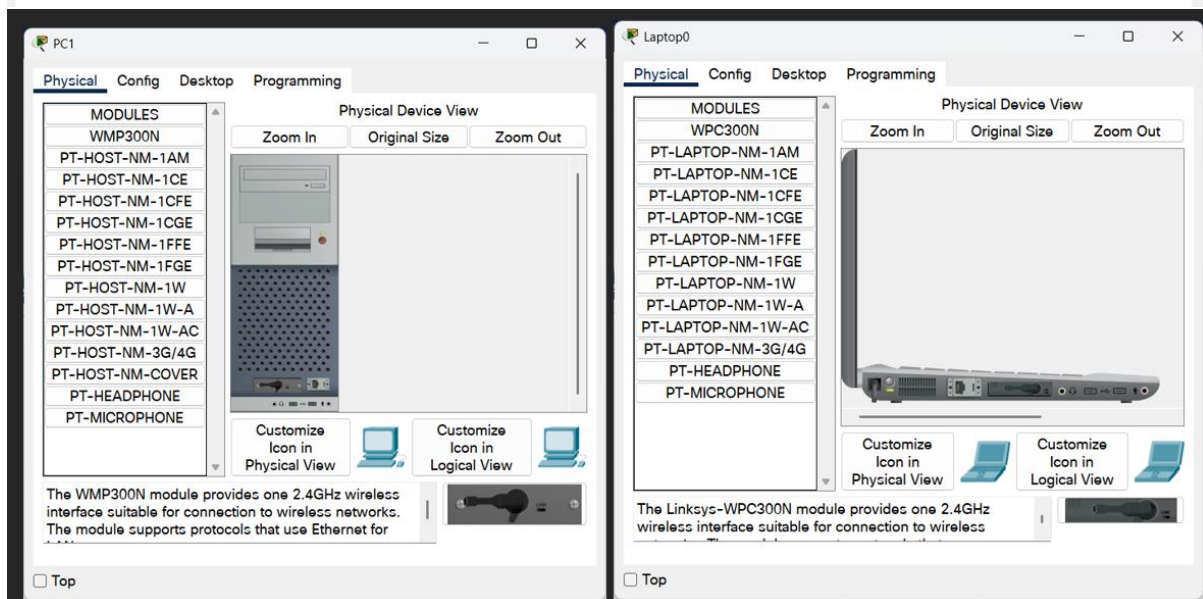 PC1
Physical Config Desktop Programming
MODULES
WMP300N
PT-HOST-NM-1AM
PT-HOST-NM-1CE
PT-HOST-NM-1CFE
PT-HOST-NM-1CGE
PT-HOST-NM-1FFE
PT-HOST-NM-1FGE
PT-HOST-NM-1W
PT-HOST-NM-1W-A
PT-HOST-NM-1W-AC
PT-HOST-NM-3G/4G
PT-HOST-NM-COVER
PT-HEADPHONE
PT-MICROPHONE
Physical Device View
Zoom In Original Size Zoom Out
Customize
Icon in
Physical View
Customize
Icon in
Logical View
The WMP300N module provides one 2.4GHz wireless
interface suitable for connection to wireless networks.
The module supports protocols that use Ethernet for
Top
Laptop0
Physical Config Desktop Programming
MODULES
WPC300N
PT-LAPTOP-NM-1AM
PT-LAPTOP-NM-1CE
PT-LAPTOP-NM-1CFE
PT-LAPTOP-NM-1CGE
PT-LAPTOP-NM-1FFE
PT-LAPTOP-NM-1FGE
PT-LAPTOP-NM-1W
PT-LAPTOP-NM-1W-A
PT-LAPTOP-NM-1W-AC
PT-LAPTOP-NM-3G/4G
PT-HEADPHONE
PT-MICROPHONE
Physical Device View
Zoom In Original Size Zoom Out
Customize
Icon in
Physical View
Customize
Icon in
Logical View
The Linksys-WPC300N module provides one 2.4GHz
wireless interface suitable for connection to wireless
Top